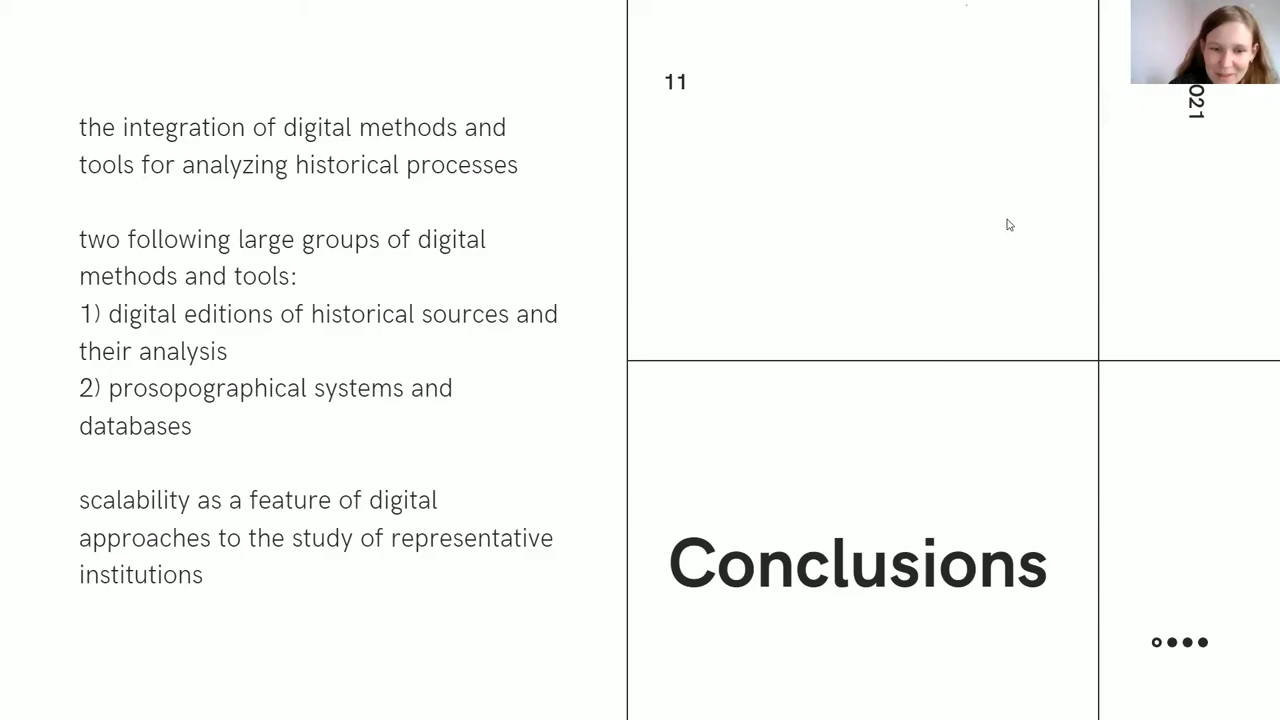 the integration of digital methods and
tools for analyzing historical processes
two following large groups of digital
methods and tools:
1) digital editions of historical sources and
their analysis
2) prosopographical systems and
databases
scalability as a feature of digital
approaches to the study of representative
institutions
11
Conclusions